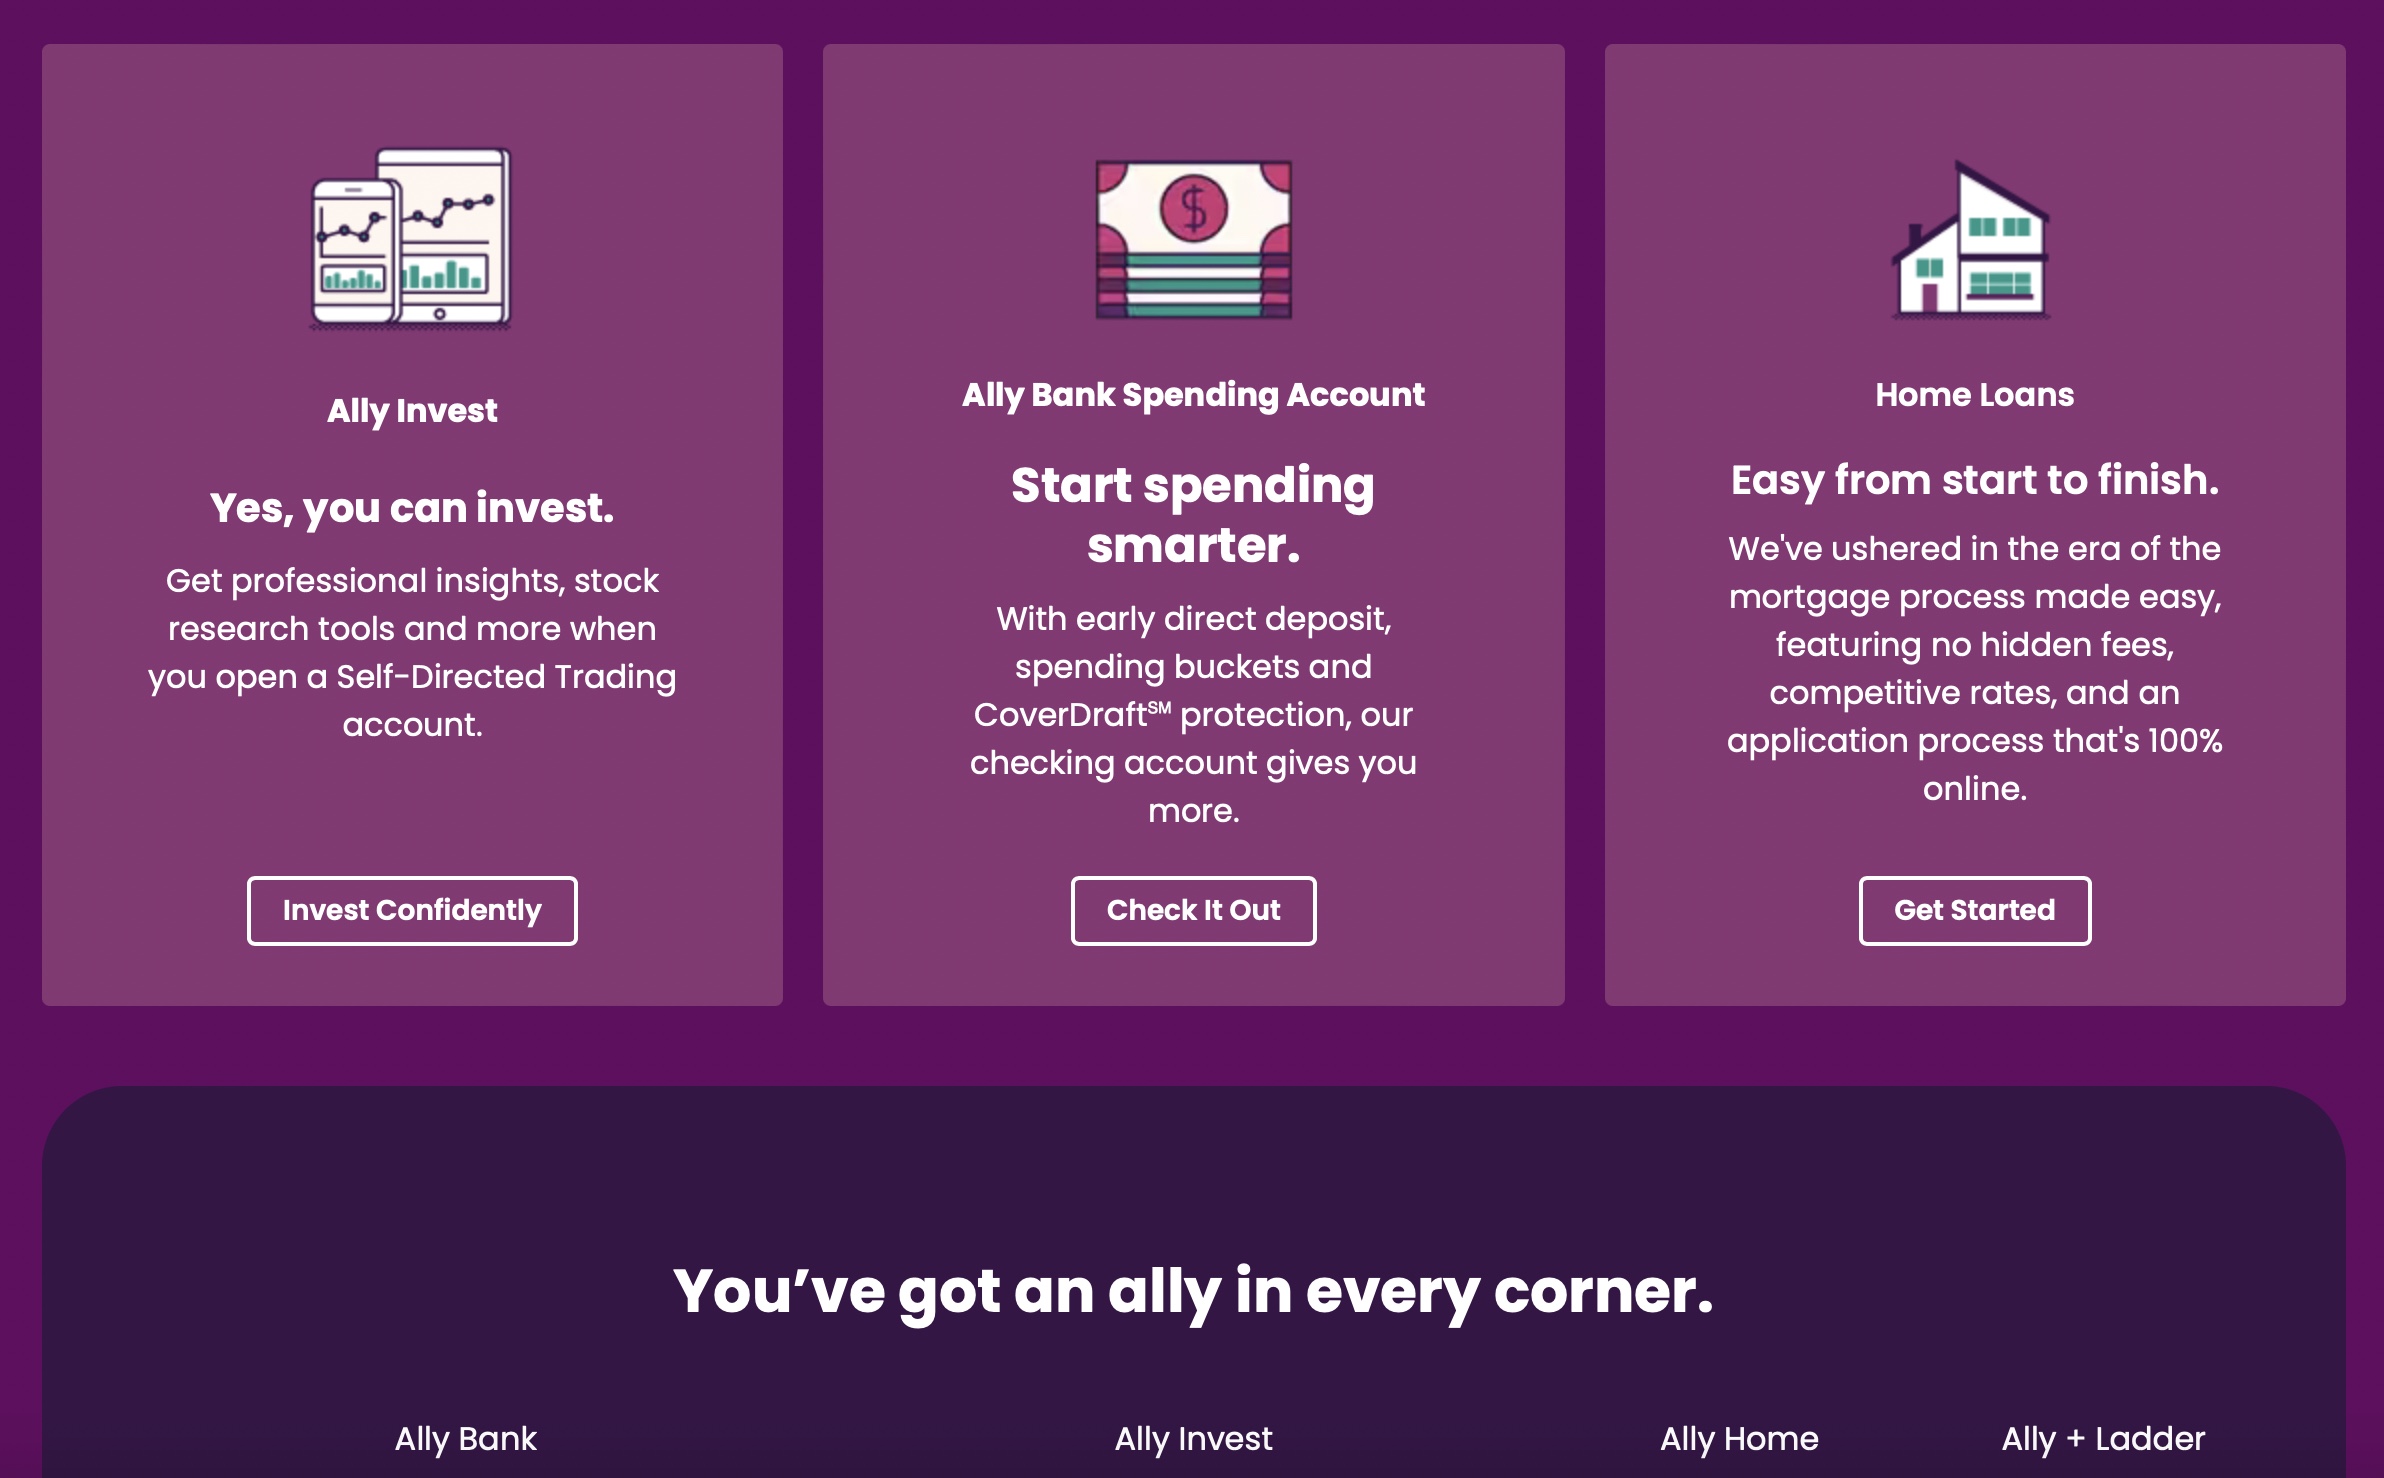 Ally Invest
Yes, you can invest.
Get professional insights, stock
research tools and more when
you open a Self-Directed Trading
account.
Invest Confidently
Ally Bank Spending Account
Start spending
smarter.
With early direct deposit,
spending buckets and
CoverDraft℠ protection, our
checking account gives you
more.
Check It Out
Home Loans
Easy from start to finish.
We've ushered in the era of the
mortgage process made easy,
featuring no hidden fees,
competitive rates, and an
application process that's 100%
online.
Get Started
You’ve got an ally in every corner.
Ally Bank
Ally Invest
Ally Home
Ally + Ladder